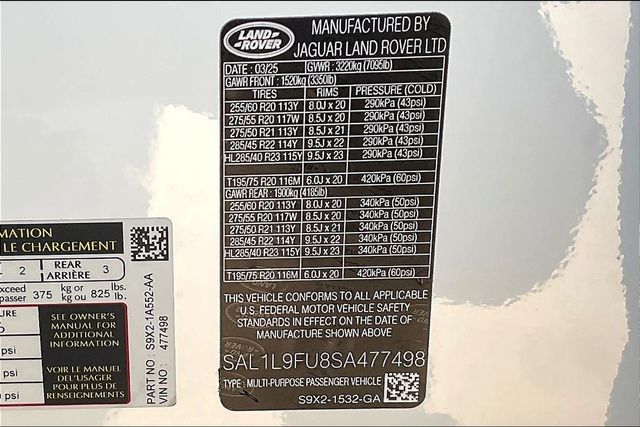 LAND-
-ROVER
MANUFACTURED BY
JAGUAR LAND ROVER LTD
DATE : 03/25 GVWR : 3220kg (7095lb)
GAWR FRONT : 1520kg (3350lb)
TIRES RIMS PRESSURE (COLD)
255/60 R20 113Y 8.0J x 20 290kPa (43psi)
275/55 R20 117W 8.5J x 20 290kPa (43psi)
275/50 R21 113Y 8.5J x 21 290kPa (43psi)
285/45 R22 114Y 9.5J x 22 290kPa (43psi)
HL285/40 R23 115Y 9.5J x 23 290kPa (43psi)
T195/75 R20 116M 6.0J x 20 420kPa (60psi)
GAWR REAR : 1900kg (4185lb)
255/60 R20 113Y 8.0J x 20 340kPa (50psi)
275/55 R20 117W 8.5J x 20 340kPa (50psi)
275/50 R21 113Y 8.5J x 21 340kPa (50psi)
285/45 R22 114Y 9.5J x 22 340kPa (50psi)
HL285/40 R23 115Y 9.5J x 23 340kPa (50psi)
T195/75 R20 116M 6.0J x 20 420kPa (60psi)
THIS VEHICLE CONFORMS TO ALL APPLICABLE
U.S. FEDERAL MOTOR VEHICLE SAFETY
STANDARDS IN EFFECT ON THE DATE OF
MANUFACTURE SHOWN ABOVE
SAL1L9FU8SA477498
TYPE : MULTI-PURPOSE PASSENGER VEHICLE
S9X2-1532-GA
MATION
LE CHARGEMENT
2 REAR ARRIÈRE 3
xceed
passer 375 kg or kg ou 825 lbs. lb.
URE
SEE OWNER'S
MANUAL FOR
ADDITIONAL
INFORMATION
psi
psi
psi
VOIR LE MANUEL
DE L'USAGER
POUR PLUS DE
RENSEIGNEMENTS
PART NO : S9X2-1A552-AA
VIN NO : 477498